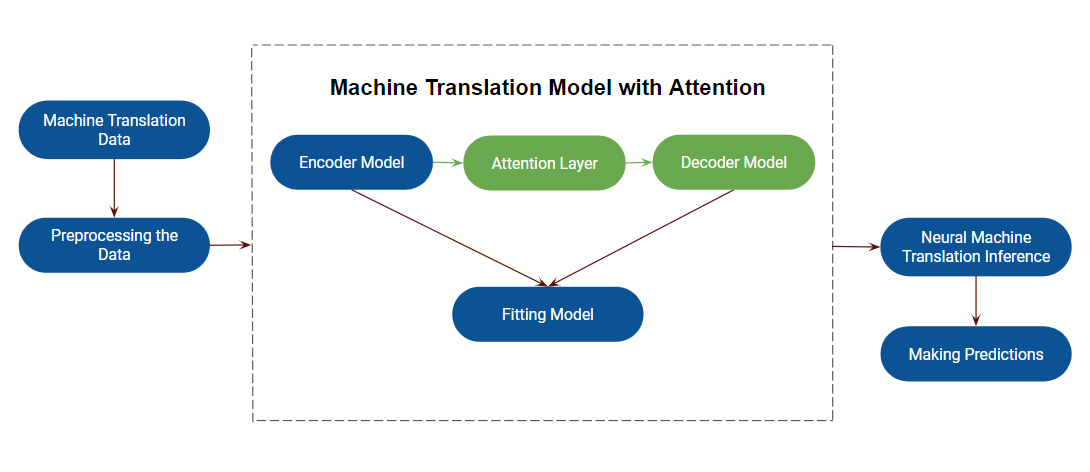 Machine Translation Model with Attention
Machine Translation
Data
Preprocessing the
Data
Encoder Model
Attention Layer
Decoder Model
Fitting Model
Neural Machine
Translation Inference
Making Predictions